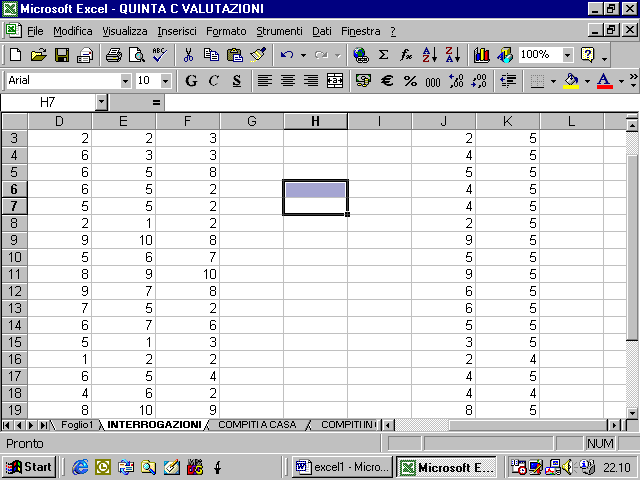 Microsoft Excel - QUINTA C VALUTAZIONI
File Modifica Visualizza Inserisci Formato Strumenti Dati Finestra ?
Σ fx 100% ?
Arial 10 G C S € % 000 A
H7 =
D E F G H I J K L
3 2 2 3 2 5
4 6 3 3 4 5
5 6 5 8 5 5
6 6 5 2 4 5
7 5 5 2 4 5
8 2 1 2 2 5
9 9 10 8 9 5
10 5 6 7 5 5
11 8 9 10 9 5
12 9 7 8 6 5
13 7 5 2 6 5
14 6 7 6 5 5
15 5 1 3 3 5
16 1 2 2 2 4
17 6 5 4 4 5
18 4 6 2 4 4
19 8 10 9 8 5
Foglio1 INTERROGAZIONI COMPITI A CASA COMPITI IN
Pronto NUM
Start excel1 - Micro... Microsoft E... 22.10